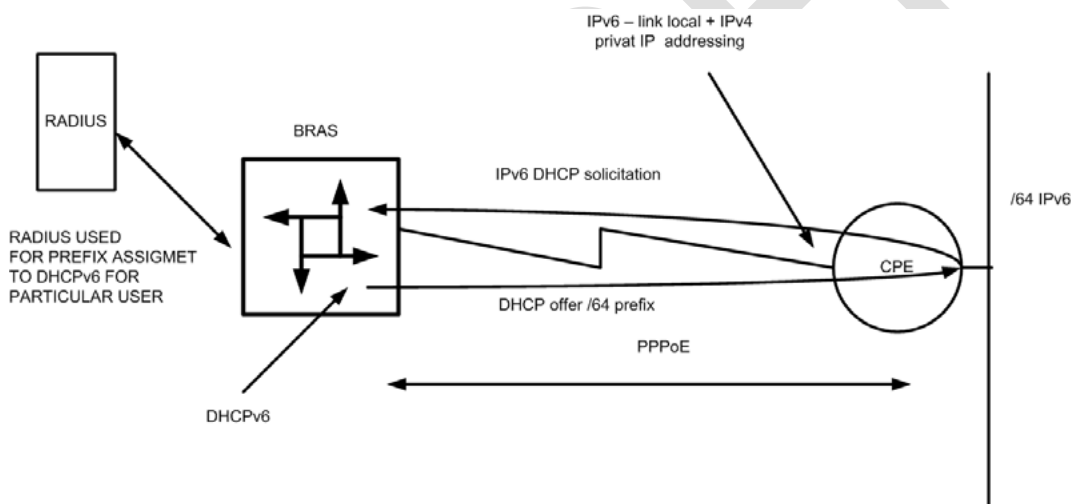 IPv6 – link local + IPv4
privat IP addressing
RADIUS
BRAS
IPv6 DHCP solicitation
/64 IPv6
RADIUS USED
FOR PREFIX ASSIGMET
TO DHCPv6 FOR
PARTICULAR USER
CPE
DHCP offer /64 prefix
PPPoE
DHCPv6